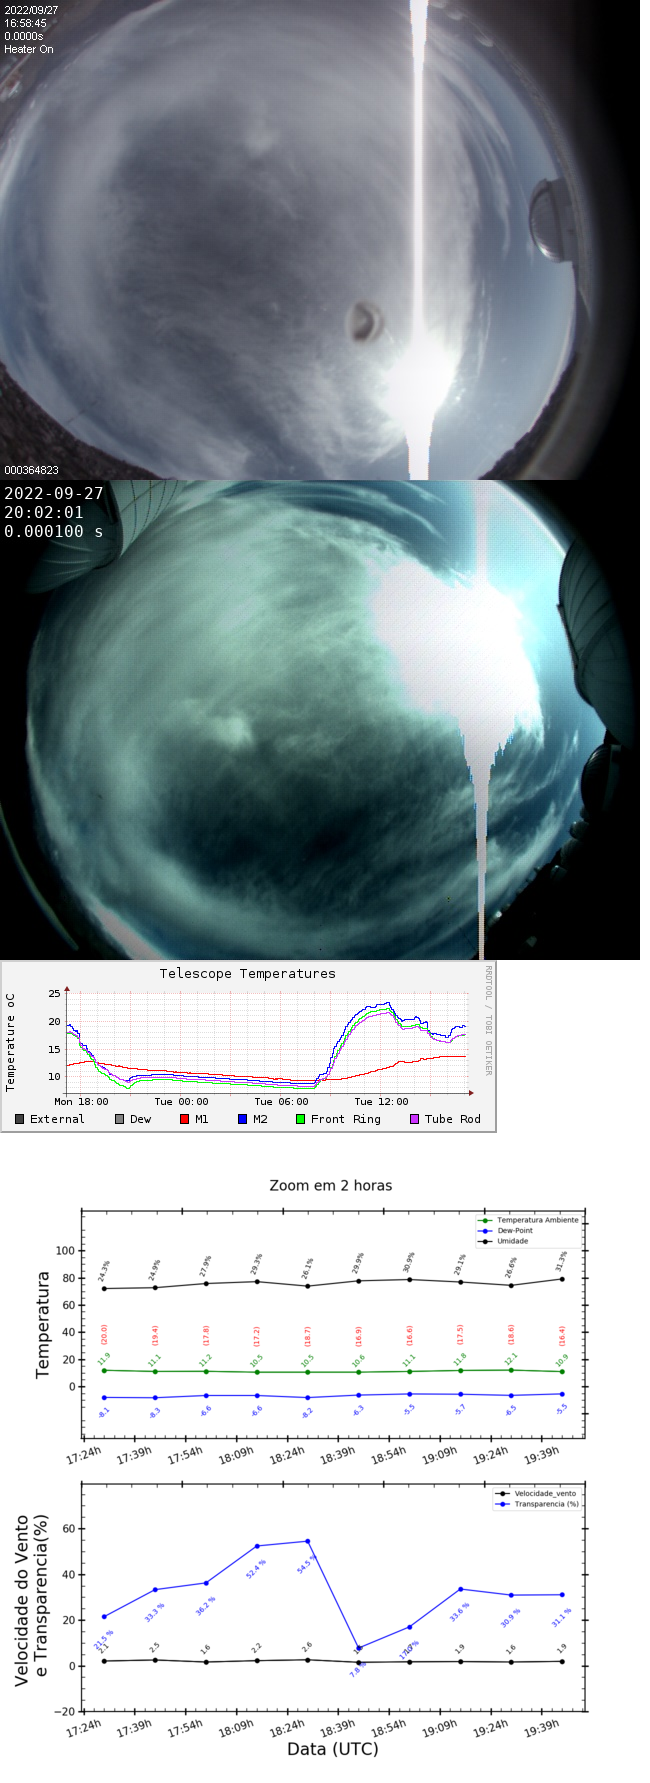 2022/09/27
16:58:45
0.0000s
Heater On
000364823
2022-09-27
20:02:01
0.000100 s
Telescope Temperatures
RRDTOOL / TOBI OETIKER
Temperature oC
25
20
15
10
Mon 18:00 Tue 00:00 Tue 06:00 Tue 12:00
External Dew M1 M2 Front Ring Tube Rod
Zoom em 2 horas
Temperatura Ambiente
Dew-Point
Umidade
Temperatura
100
80
60
40
20
0
24.3% 24.9% 27.9% 29.3% 26.1% 29.9% 30.9% 29.1% 26.6% 31.3%
(20.0) (19.4) (17.8) (17.2) (18.7) (16.9) (16.6) (17.5) (18.6) (16.4)
11.9 11.1 11.2 10.5 10.5 10.6 11.1 11.8 12.1 10.9
-8.1 -8.3 -6.6 -6.6 -8.2 -6.3 -5.5 -5.7 -6.5 -5.5
17:24h 17:39h 17:54h 18:09h 18:24h 18:39h 18:54h 19:09h 19:24h 19:39h
Velocidade_vento
Transparencia (%)
Velocidade do Vento
e Transparencia(%)
60
40
20
0
−20
21.5 % 33.3 % 36.2 % 52.4 % 54.5 % 7.8 % 33.6 % 30.9 % 31.1 %
2.5 1.6 2.2 2.6 1.9 1.6 1.9
17:24h 17:39h 17:54h 18:09h 18:24h 18:39h 18:54h 19:09h 19:24h 19:39h
Data (UTC)